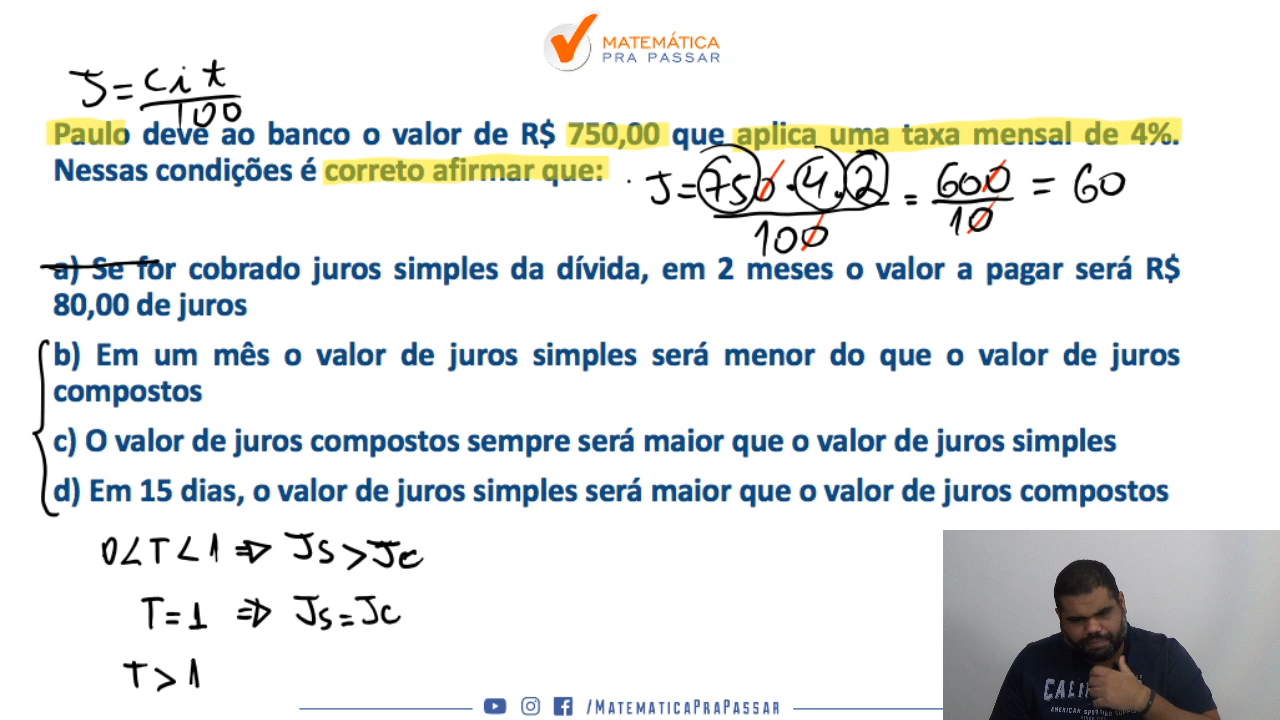 MATEMÁTICA
PRA PASSAR
J = C i t
100
Paulo deve ao banco o valor de R$ 750,00 que aplica uma taxa mensal de 4%.
Nessas condições é correto afirmar que:
J = 750 . 4 . 2 = 600 = 60
100 10
a) Se for cobrado juros simples da dívida, em 2 meses o valor a pagar será R$
80,00 de juros
b) Em um mês o valor de juros simples será menor do que o valor de juros
compostos
c) O valor de juros compostos sempre será maior que o valor de juros simples
d) Em 15 dias, o valor de juros simples será maior que o valor de juros compostos
0 < T < 1 ⇒ Js > Jc
T = 1 ⇒ Js = Jc
T > 1
/MatematicaPraPassar
CALIF
AMERICAN SPORTING